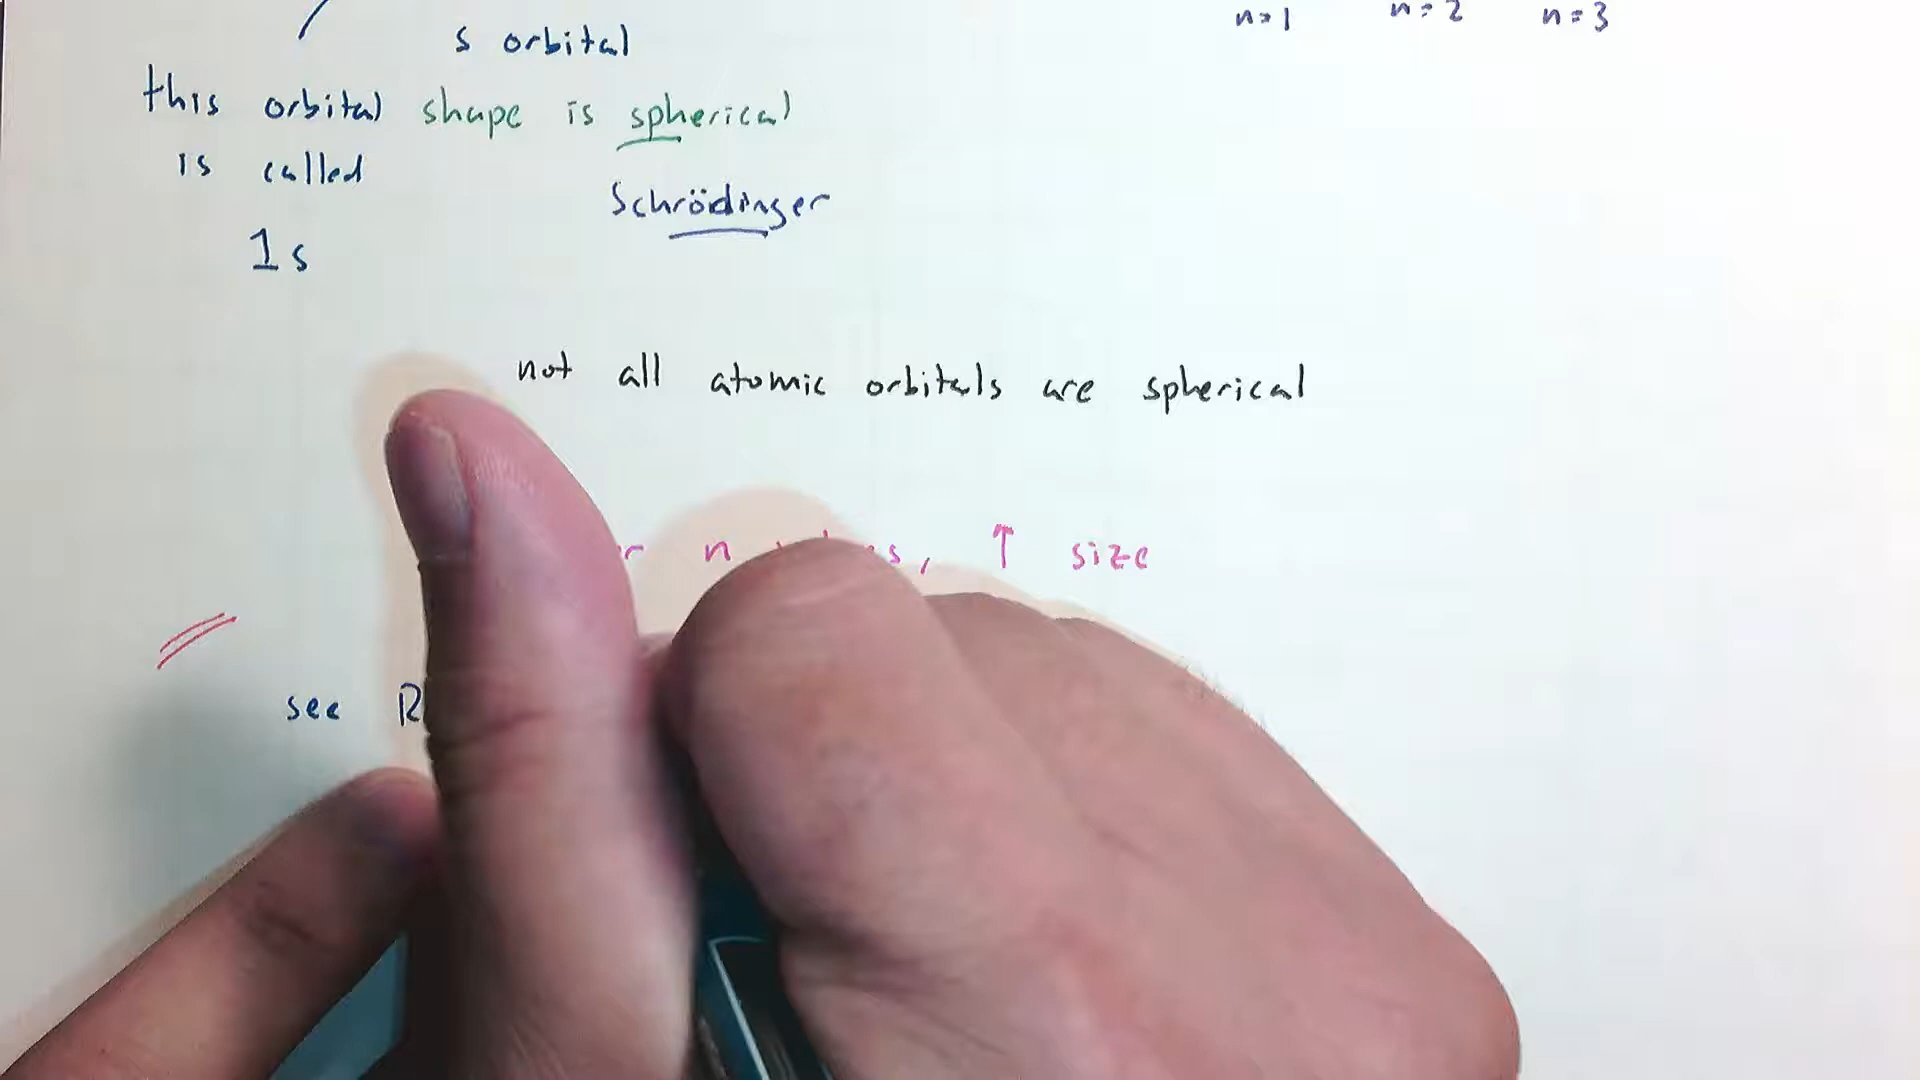 n=1 n=2 n=3
s orbital
this orbital shape is spherical
is called
Schrödinger
1s
not all atomic orbitals are spherical
n , ↑ size
see